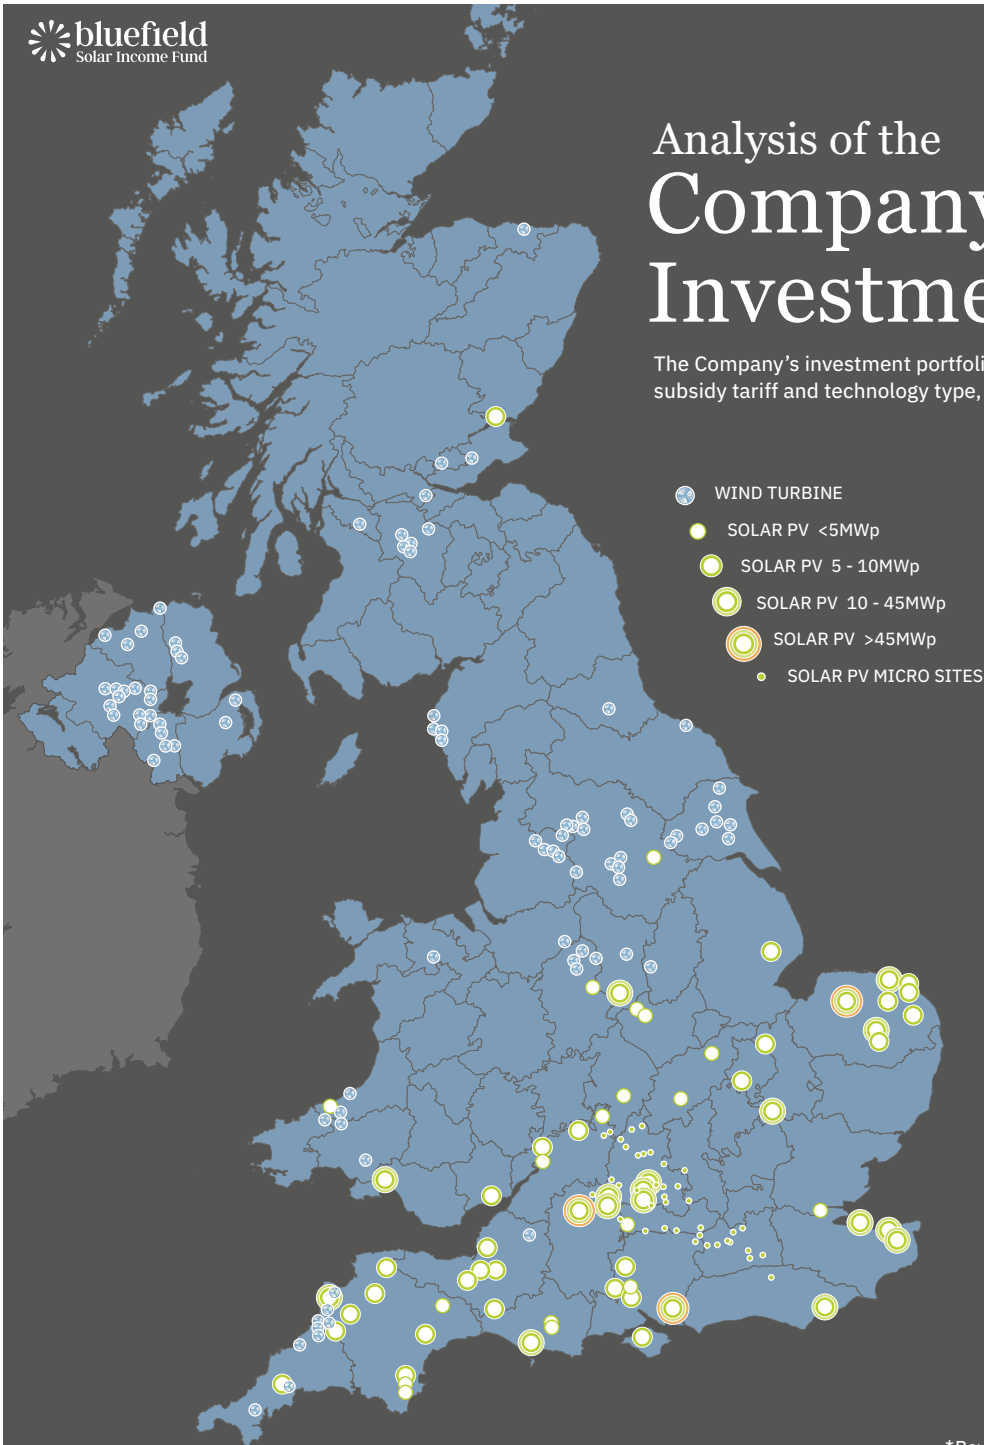 bluefield
Solar Income Fund
Analysis of the
Company
Investme
The Company’s investment portfoli
subsidy tariff and technology type,
WIND TURBINE
SOLAR PV <5MWp
SOLAR PV 5 - 10MWp
SOLAR PV 10 - 45MWp
SOLAR PV >45MWp
SOLAR PV MICRO SITES